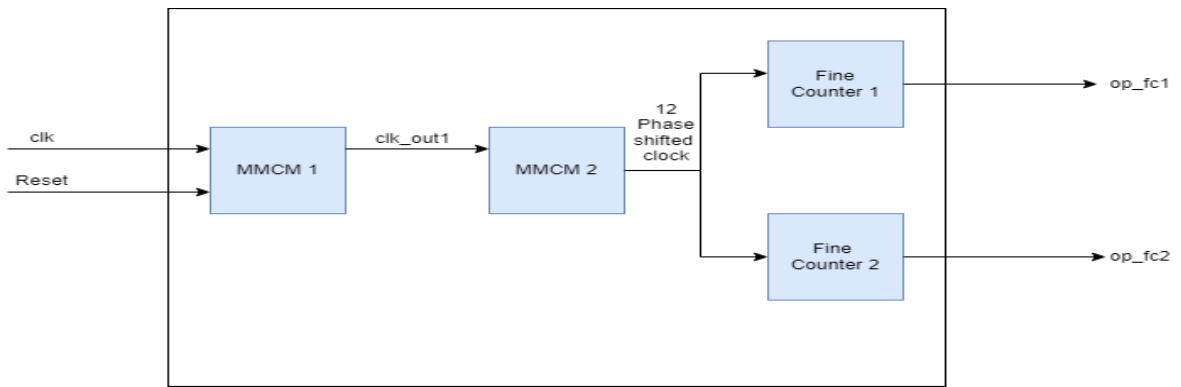 clk
Reset
MMCM 1
clk_out1
MMCM 2
12
Phase
shifted
clock
Fine
Counter 1
op_fc1
Fine
Counter 2
op_fc2